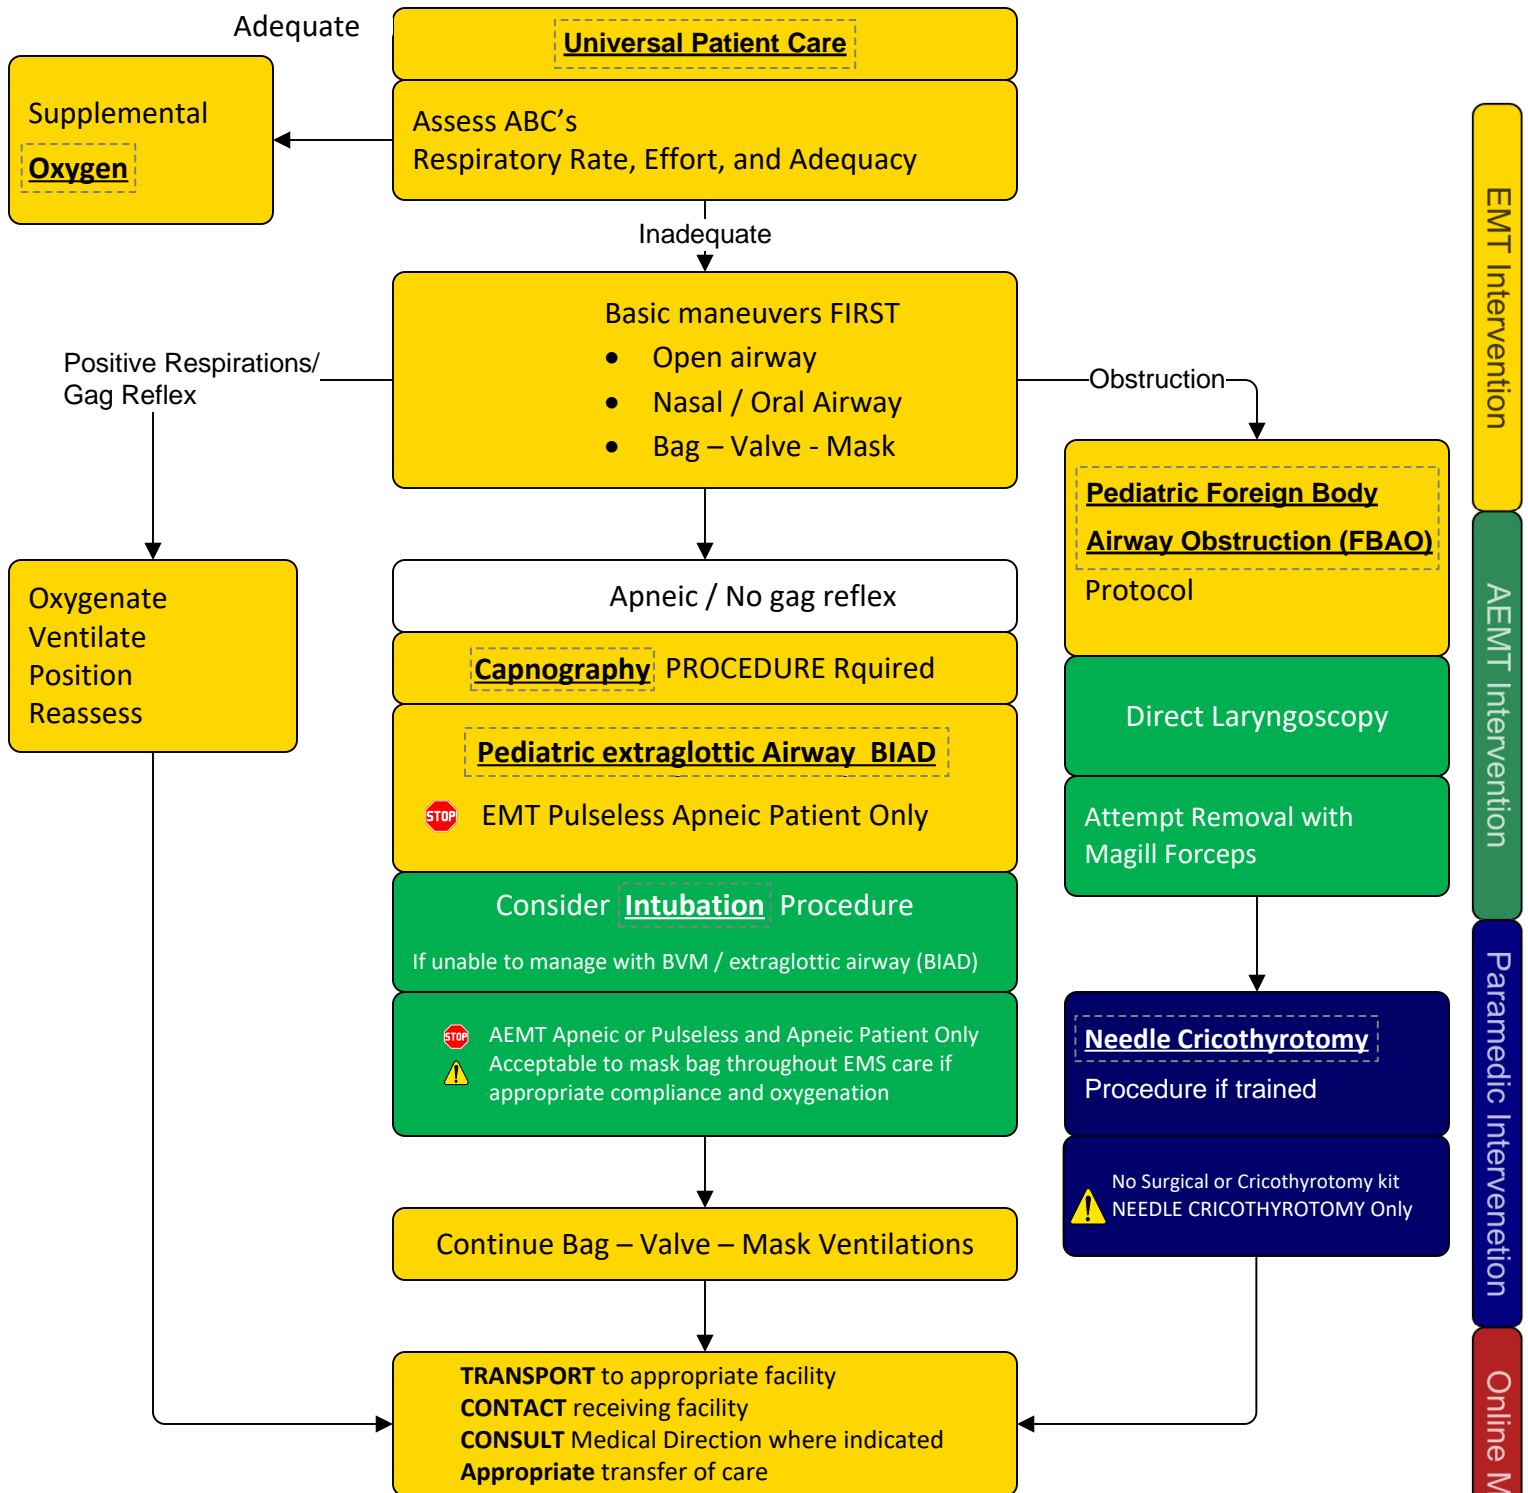 Adequate
Universal Patient Care
Supplemental
Oxygen
Assess ABC’s
Respiratory Rate, Effort, and Adequacy
Inadequate
Basic maneuvers FIRST
• Open airway
• Nasal / Oral Airway
• Bag – Valve - Mask
Positive Respirations/
Gag Reflex
Obstruction
Oxygenate
Ventilate
Position
Reassess
Apneic / No gag reflex
Capnography PROCEDURE Rquired
Pediatric extraglottic Airway BIAD
STOP
EMT Pulseless Apneic Patient Only
Consider Intubation Procedure
If unable to manage with BVM / extraglottic airway (BIAD)
STOP
AEMT Apneic or Pulseless and Apneic Patient Only
Acceptable to mask bag throughout EMS care if
appropriate compliance and oxygenation
Continue Bag – Valve – Mask Ventilations
Pediatric Foreign Body
Airway Obstruction (FBAO)
Protocol
Direct Laryngoscopy
Attempt Removal with
Magill Forceps
Needle Cricothyrotomy
Procedure if trained
No Surgical or Cricothyrotomy kit
NEEDLE CRICOTHYROTOMY Only
TRANSPORT to appropriate facility
CONTACT receiving facility
CONSULT Medical Direction where indicated
Appropriate transfer of care
EMT Intervention
AEMT Intervention
Paramedic Intervenetion
Online M